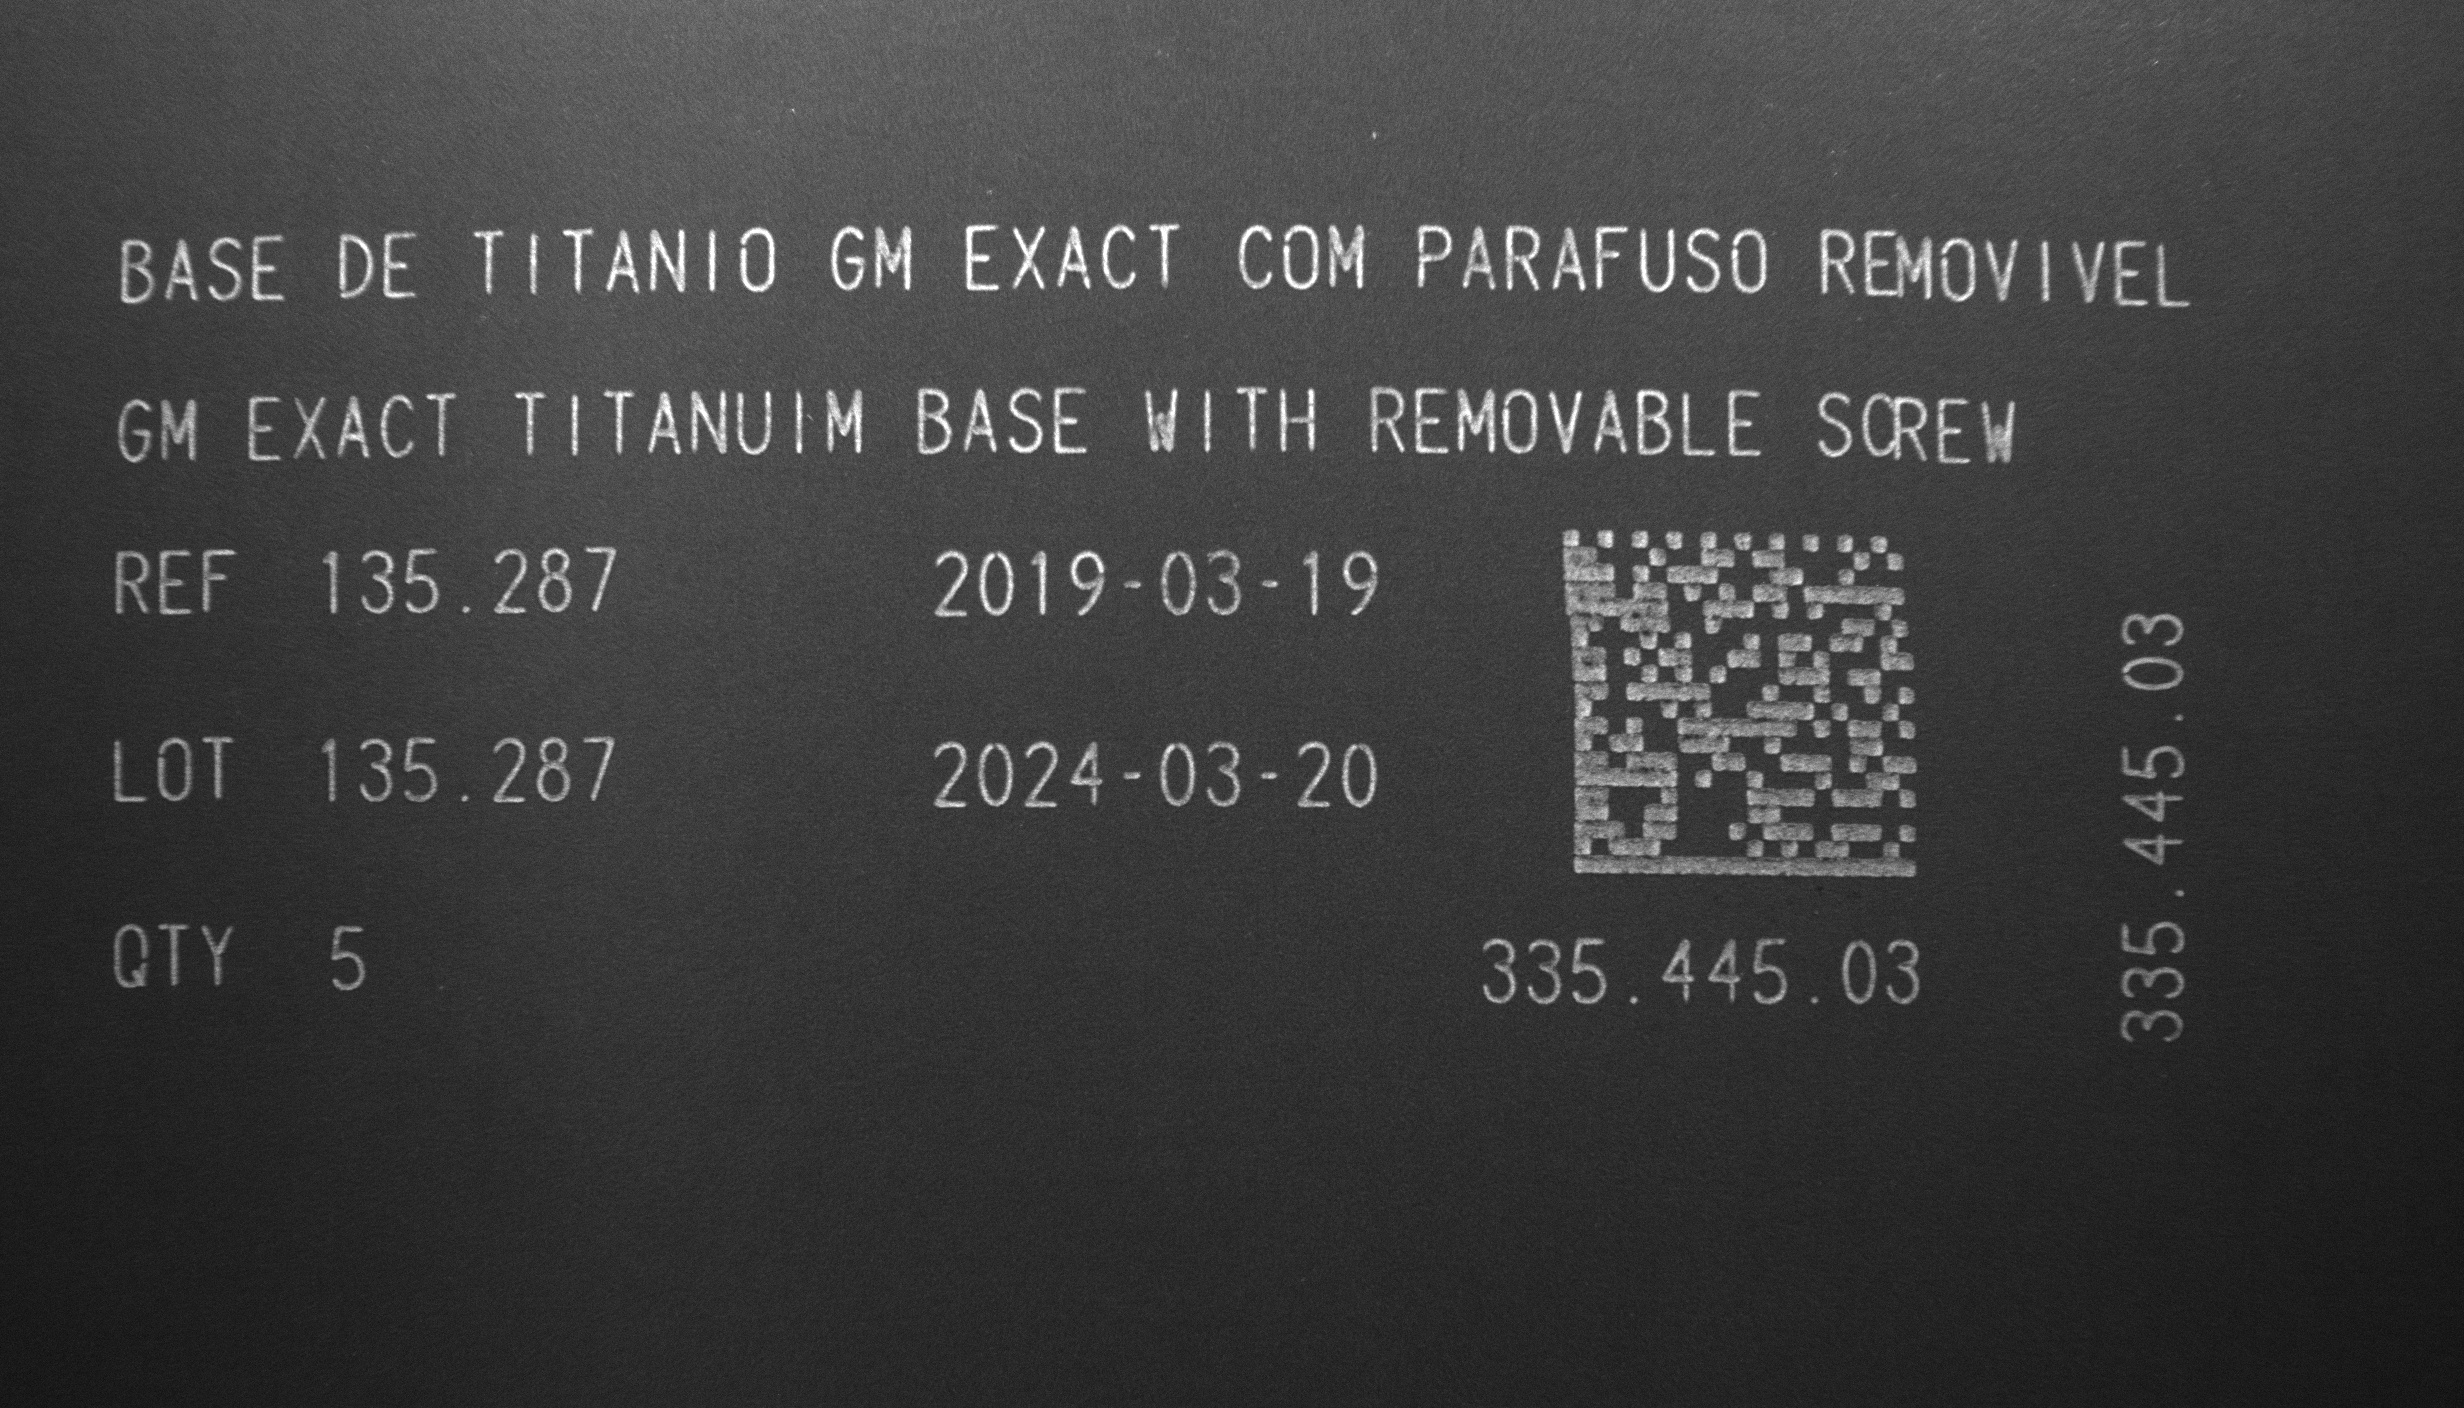 BASE DE TITANIO GM EXACT COM PARAFUSO REMOVIVEL
GM EXACT TITANUIM BASE WITH REMOVABLE SCREW
REF 135.287 2019-03-19
LOT 135.287 2024-03-20
QTY 5
335.445.03
335.445.03